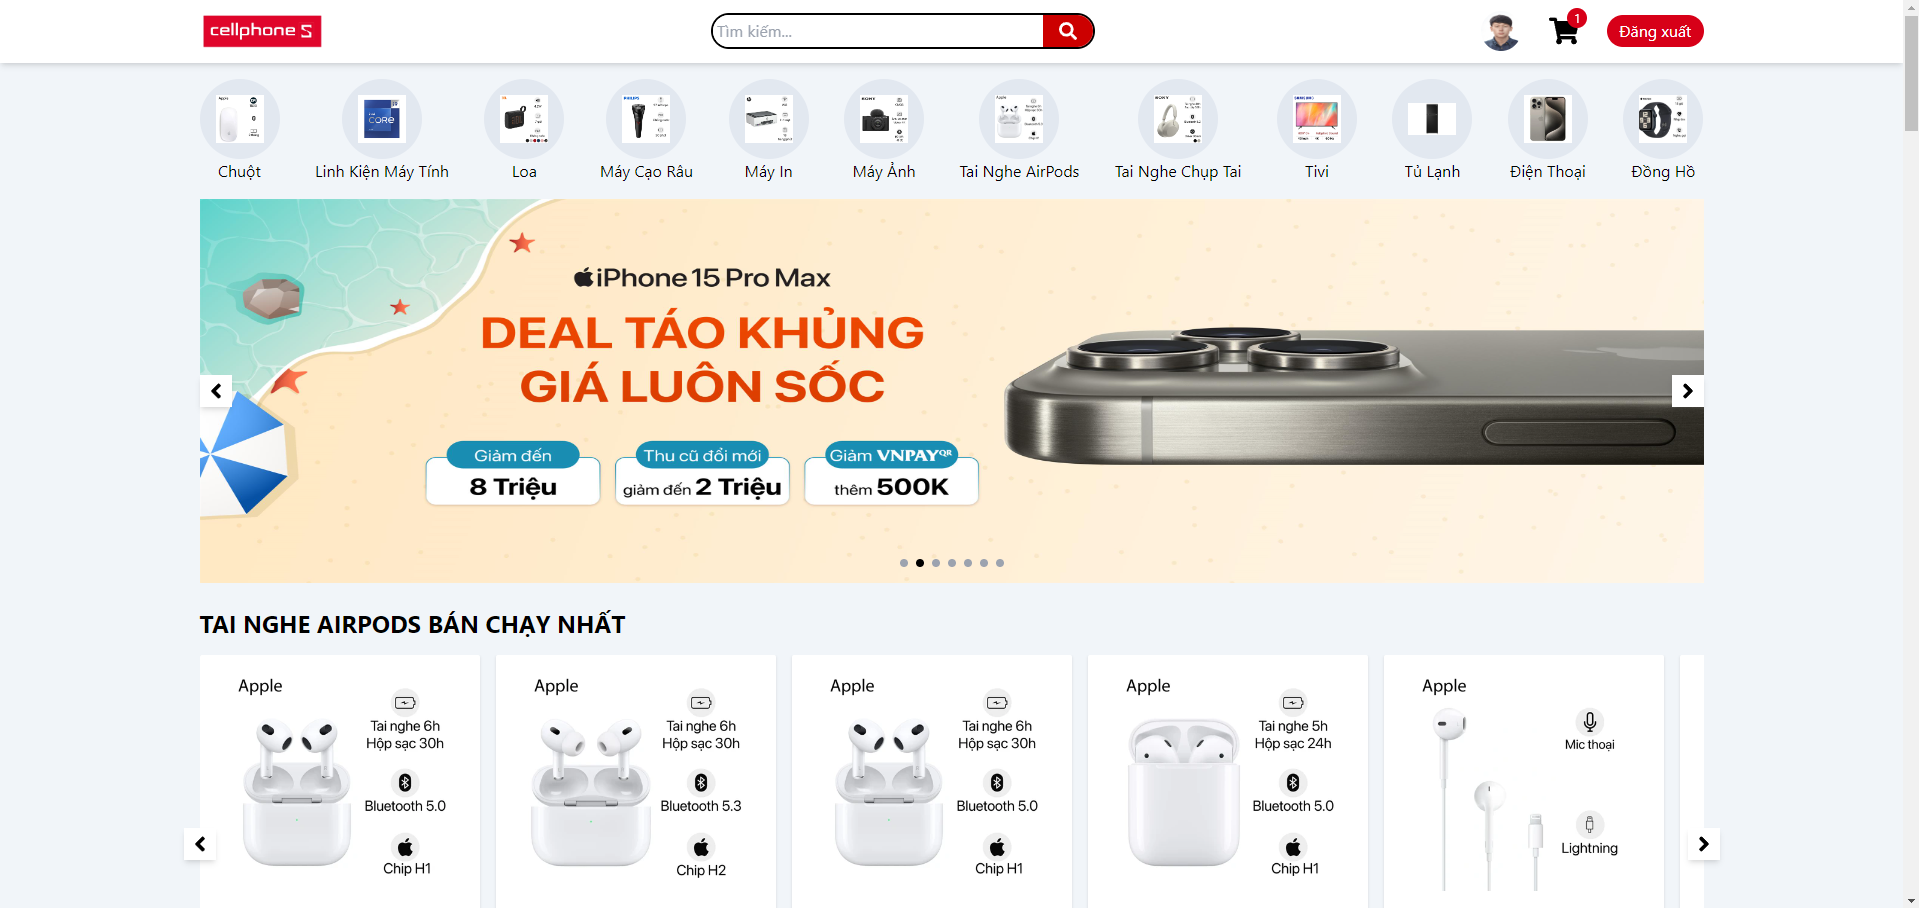 cellphone S
Tìm kiếm...
1
Đăng xuất
Chuột
Linh Kiện Máy Tính
Loa
Máy Cạo Râu
Máy In
Máy Ảnh
Tai Nghe AirPods
Tai Nghe Chụp Tai
Tivi
Tủ Lạnh
Điện Thoại
Đồng Hồ
iPhone 15 Pro Max
DEAL TÁO KHỦNG
GIÁ LUÔN SỐC
Giảm đến
8 Triệu
Thu cũ đổi mới
giảm đến 2 Triệu
Giảm VNPAYQR
thêm 500K
TAI NGHE AIRPODS BÁN CHẠY NHẤT
Apple
Tai nghe 6h
Hộp sạc 30h
Bluetooth 5.0
Chip H1
Apple
Tai nghe 6h
Hộp sạc 30h
Bluetooth 5.3
Chip H2
Apple
Tai nghe 6h
Hộp sạc 30h
Bluetooth 5.0
Chip H1
Apple
Tai nghe 5h
Hộp sạc 24h
Bluetooth 5.0
Chip H1
Apple
Mic thoại
Lightning